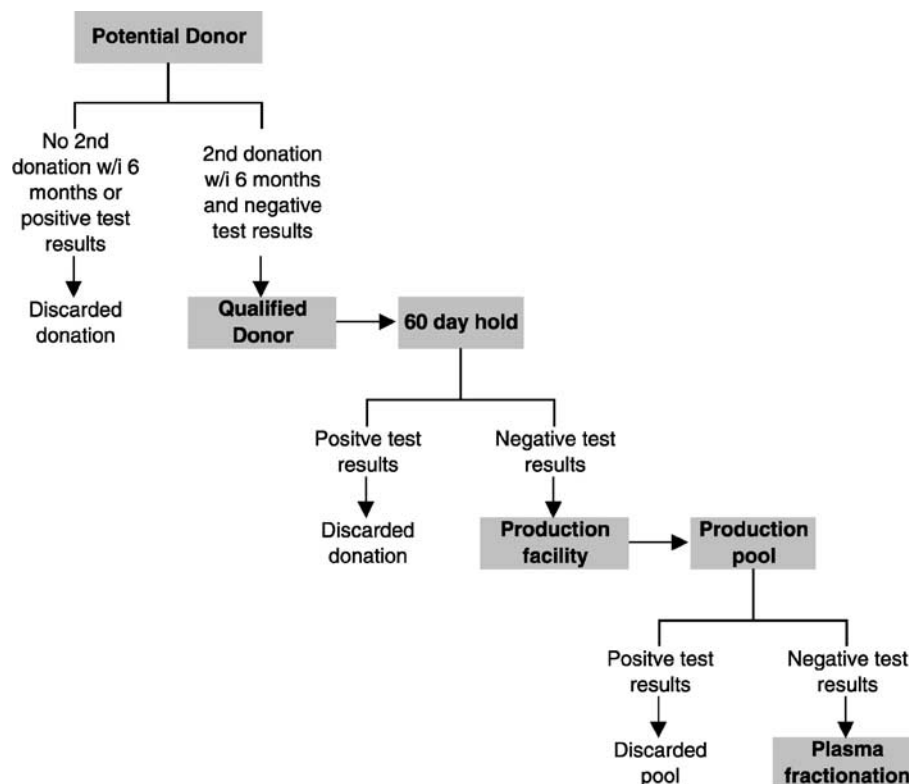 Potential Donor
No 2nd
donation w/i 6
months or
positive test
results
2nd donation
w/i 6 months
and negative
test results
Discarded
donation
Qualified
Donor
60 day hold
Positve test
results
Negative test
results
Discarded
donation
Production
facility
Production
pool
Positve test
results
Negative test
results
Discarded
pool
Plasma
fractionation